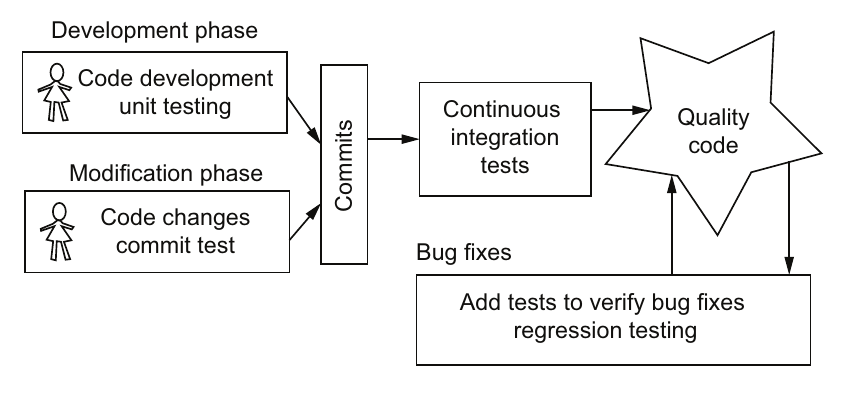 Development phase
Code development
unit testing
Modification phase
Code changes
commit test
Commits
Continuous
integration
tests
Quality
code
Bug fixes
Add tests to verify bug fixes
regression testing